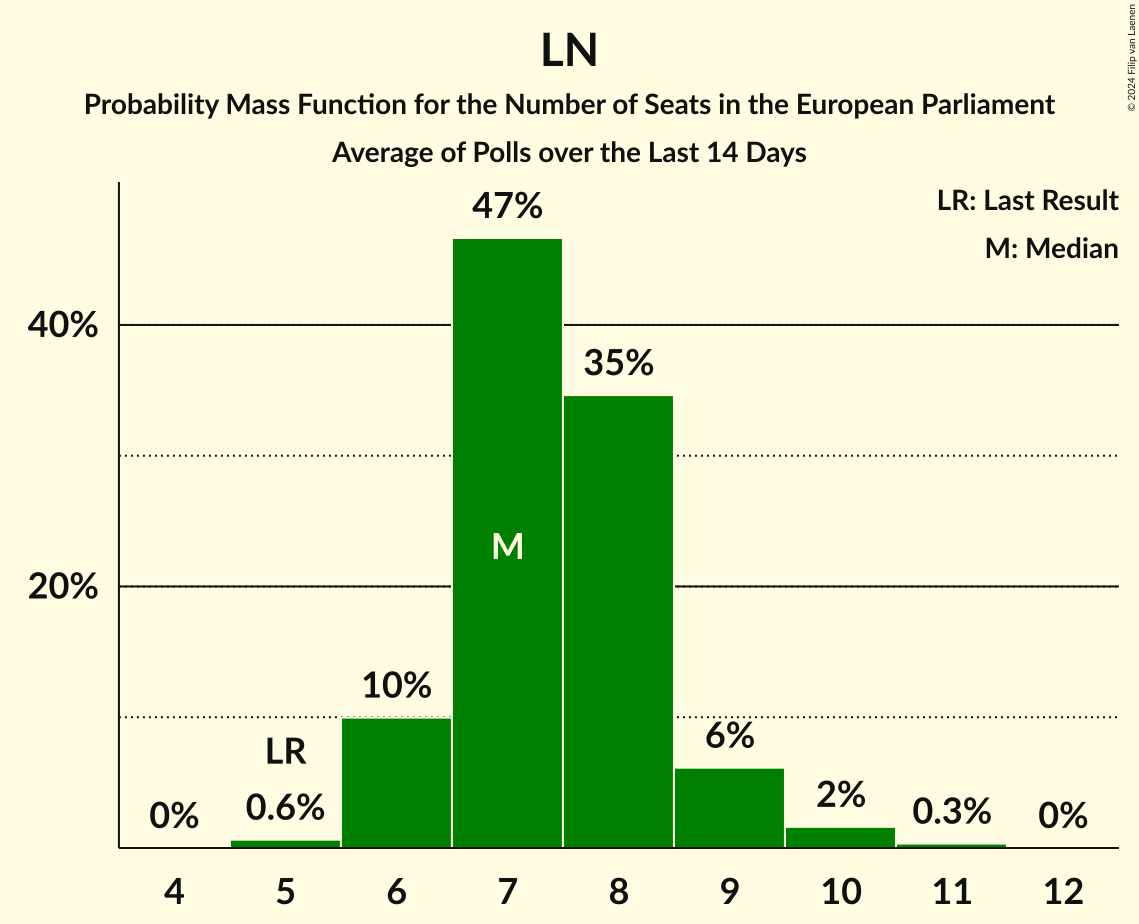 LN
Probability Mass Function for the Number of Seats in the European Parliament
Average of Polls over the Last 14 Days
© 2024 Filip van Laenen
LR: Last Result
M: Median
47%
40%
35%
M
20%
10%
LR
6%
0%
0.6%
2%
0.3%
0%
4 5 6 7 8 9 10 11 12